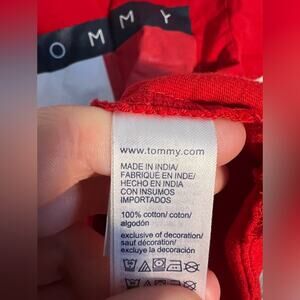 OMMY
www.tommy.com
MADE IN INDIA/
FABRIQUÉ EN INDE/
HECHO EN INDIA
CON INSUMOS
IMPORTADOS
100% cotton/ coton/
algodón
exclusive of decoration/
sauf décoration/
excluye la decoración